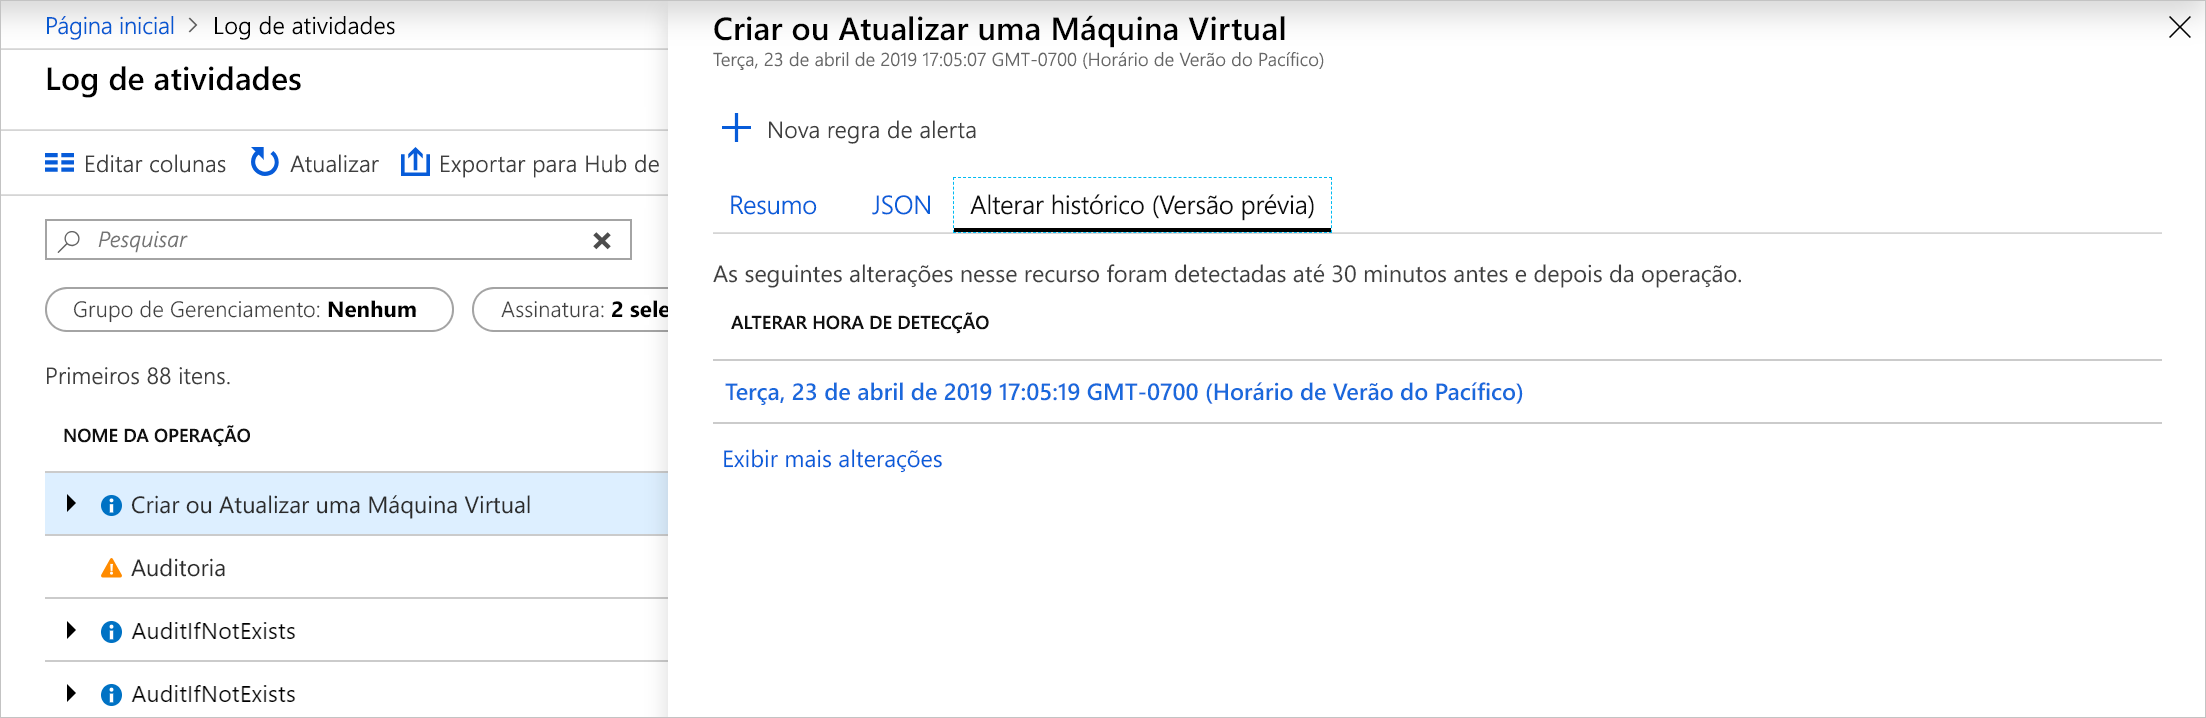 Página inicial > Log de atividades
Log de atividades
Editar colunas Atualizar Exportar para Hub de
Pesquisar
Grupo de Gerenciamento: Nenhum Assinatura: 2 sele
Primeiros 88 itens.
NOME DA OPERAÇÃO
Criar ou Atualizar uma Máquina Virtual
Auditoria
AuditIfNotExists
AuditIfNotExists
Criar ou Atualizar uma Máquina Virtual
Terça, 23 de abril de 2019 17:05:07 GMT-0700 (Horário de Verão do Pacífico)
Nova regra de alerta
Resumo JSON Alterar histórico (Versão prévia)
As seguintes alterações nesse recurso foram detectadas até 30 minutos antes e depois da operação.
ALTERAR HORA DE DETECÇÃO
Terça, 23 de abril de 2019 17:05:19 GMT-0700 (Horário de Verão do Pacífico)
Exibir mais alterações